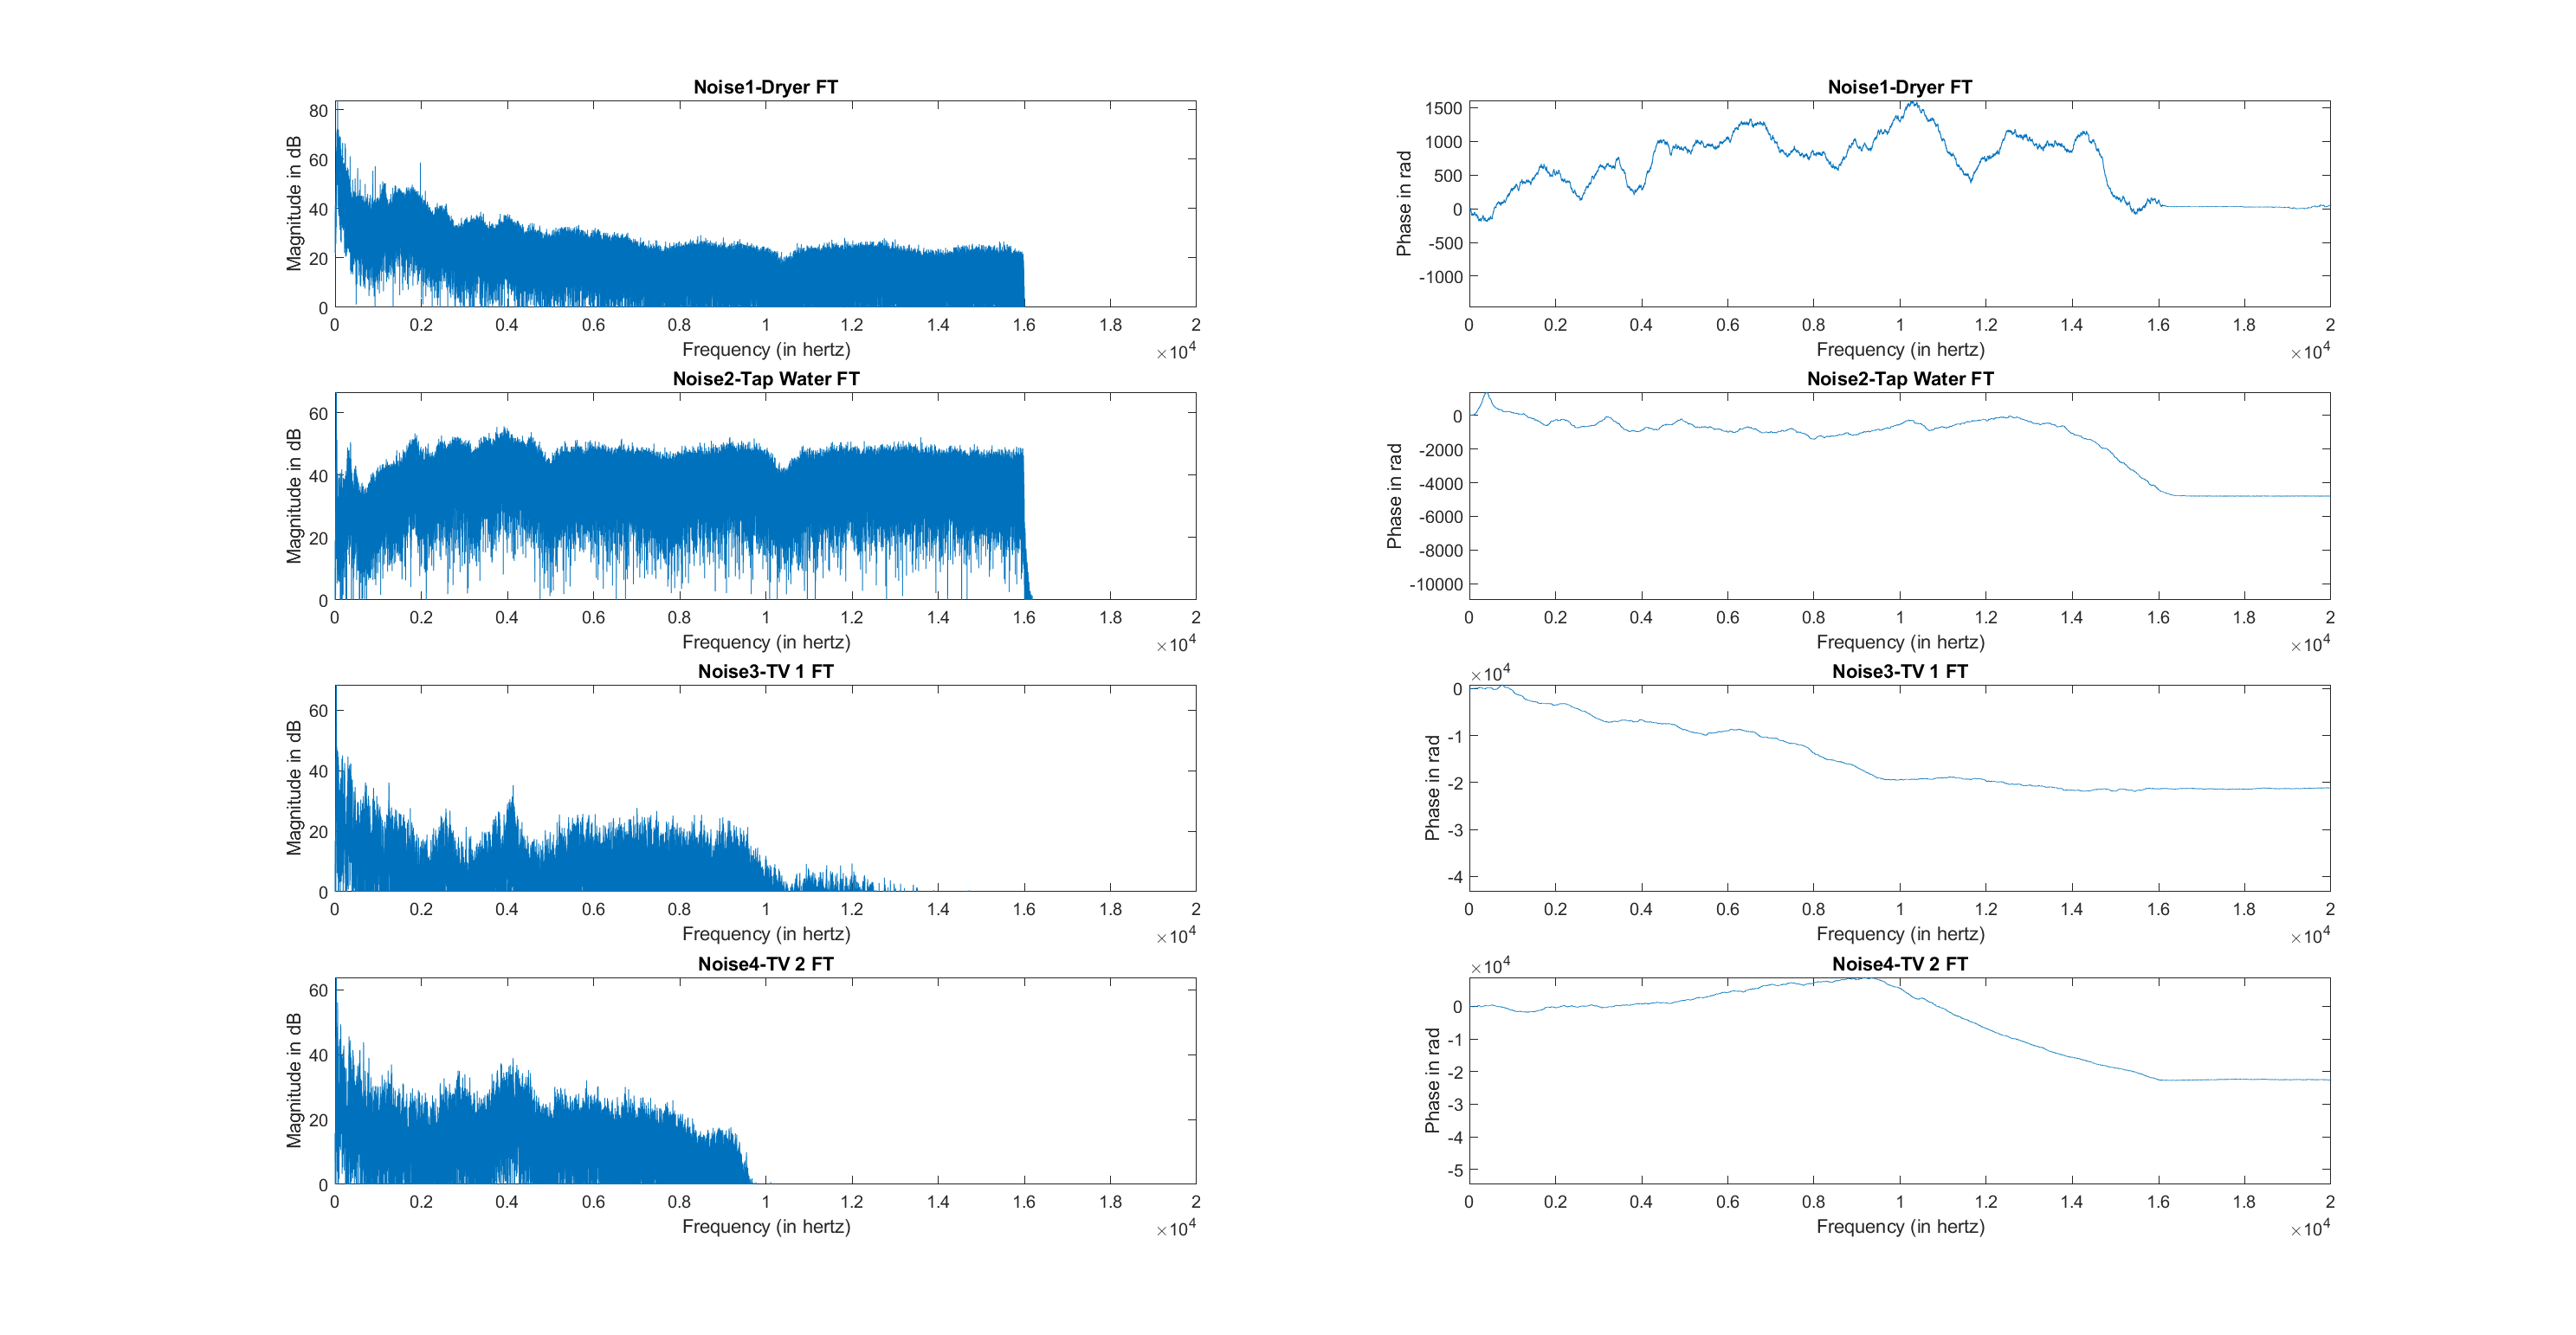 Noise1-Dryer FT
Magnitude in dB
80
60
40
20
0
0 0.2 0.4 0.6 0.8 1 1.2 1.4 1.6 1.8 2
Frequency (in hertz)
×10^4
Noise1-Dryer FT
Phase in rad
1500
1000
500
0
-500
-1000
0 0.2 0.4 0.6 0.8 1 1.2 1.4 1.6 1.8 2
Frequency (in hertz)
×10^4
Noise2-Tap Water FT
Magnitude in dB
60
40
20
0
0 0.2 0.4 0.6 0.8 1 1.2 1.4 1.6 1.8 2
Frequency (in hertz)
×10^4
Noise2-Tap Water FT
Phase in rad
0
-2000
-4000
-6000
-8000
-10000
0 0.2 0.4 0.6 0.8 1 1.2 1.4 1.6 1.8 2
Frequency (in hertz)
×10^4
Noise3-TV 1 FT
Magnitude in dB
60
40
20
0
0 0.2 0.4 0.6 0.8 1 1.2 1.4 1.6 1.8 2
Frequency (in hertz)
×10^4
×10^4
Noise3-TV 1 FT
Phase in rad
0
-1
-2
-3
-4
0 0.2 0.4 0.6 0.8 1 1.2 1.4 1.6 1.8 2
Frequency (in hertz)
×10^4
Noise4-TV 2 FT
Magnitude in dB
60
40
20
0
0 0.2 0.4 0.6 0.8 1 1.2 1.4 1.6 1.8 2
Frequency (in hertz)
×10^4
×10^4
Noise4-TV 2 FT
Phase in rad
0
-1
-2
-3
-4
-5
0 0.2 0.4 0.6 0.8 1 1.2 1.4 1.6 1.8 2
Frequency (in hertz)
×10^4